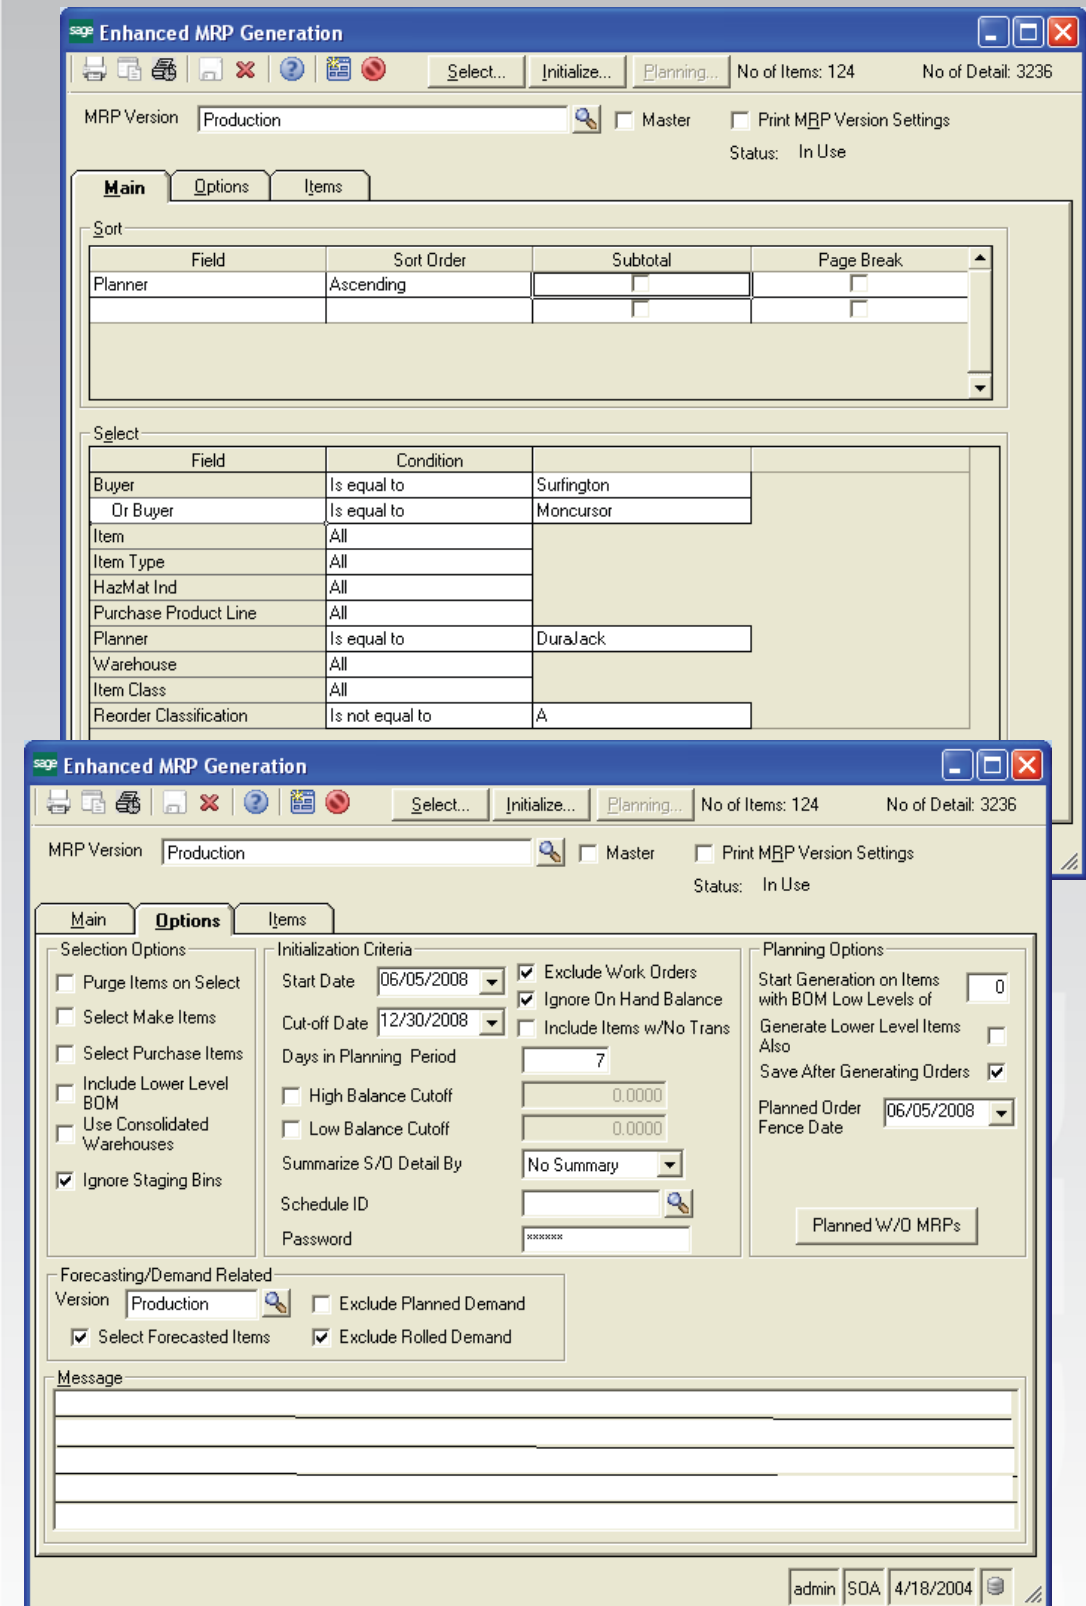 sage Enhanced MRP Generation
Select... Initialize... Planning... No of Items: 124 No of Detail: 3236
MRP Version Production Master Print MRP Version Settings
Status: In Use
Main Options Items
Sort
Field Sort Order Subtotal Page Break
Planner Ascending
Select
Field Condition
Buyer Is equal to Surfington
Or Buyer Is equal to Moncursor
Item All
Item Type All
HazMat Ind All
Purchase Product Line All
Planner Is equal to DuraJack
Warehouse All
Item Class All
Reorder Classification Is not equal to A
sage Enhanced MRP Generation
Select... Initialize... Planning... No of Items: 124 No of Detail: 3236
MRP Version Production Master Print MRP Version Settings
Status: In Use
Main Options Items
Selection Options
Purge Items on Select
Select Make Items
Select Purchase Items
Include Lower Level
BOM
Use Consolidated
Warehouses
Ignore Staging Bins
Initialization Criteria
Start Date 06/05/2008 Exclude Work Orders
Ignore On Hand Balance
Cut-off Date 12/30/2008 Include Items w/No Trans
Days in Planning Period 7
High Balance Cutoff 0.0000
Low Balance Cutoff 0.0000
Summarize S/O Detail By No Summary
Schedule ID
Password xxxxxx
Planning Options
Start Generation on Items
with BOM Low Levels of 0
Generate Lower Level Items
Also
Save After Generating Orders
Planned Order
Fence Date 06/05/2008
Planned W/O MRPs
Forecasting/Demand Related
Version Production Exclude Planned Demand
Select Forecasted Items Exclude Rolled Demand
Message
admin SOA 4/18/2004